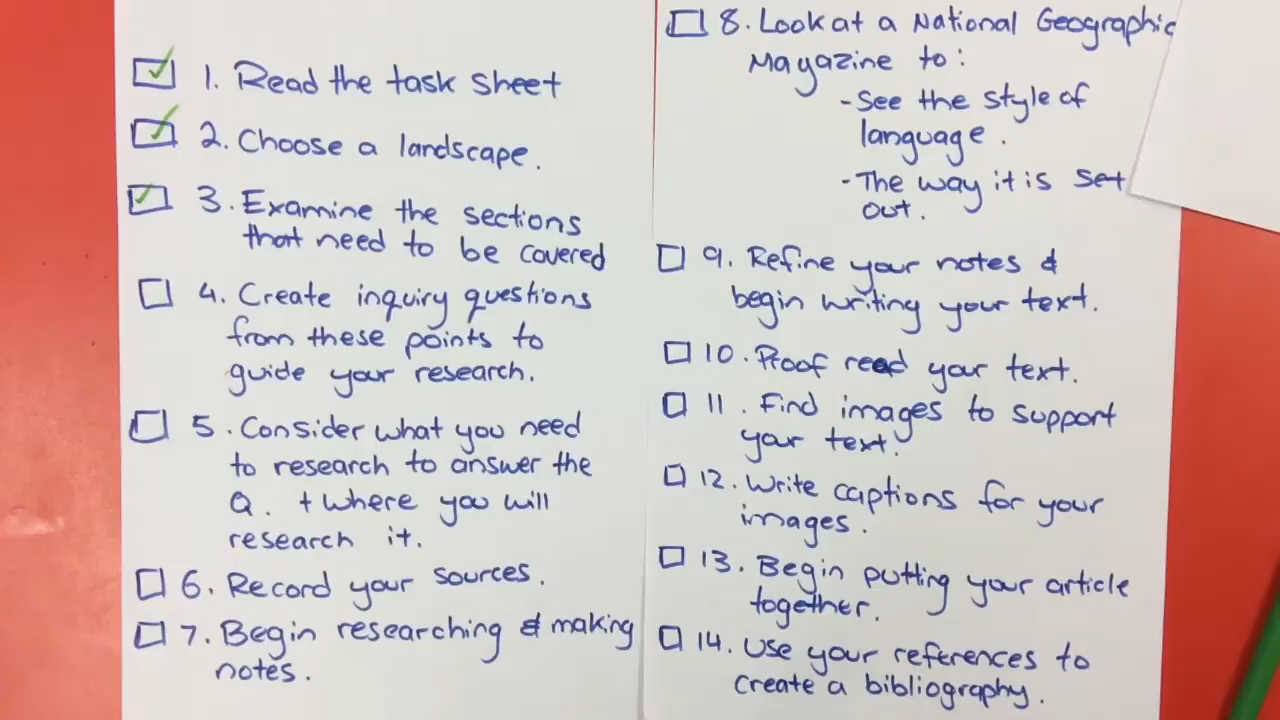 1. Read the task sheet
2. Choose a landscape.
3. Examine the sections
that need to be covered
4. Create inquiry questions
from these points to
guide your research.
5. Consider what you need
to research to answer the
Q. + where you will
research it.
6. Record your sources.
7. Begin researching & making
notes.
8. Look at a National Geographic
Magazine to:
- See the style of
language.
- The way it is set
out.
9. Refine your notes &
begin writing your text.
10. Proof read your text.
11. Find images to support
your text.
12. Write captions for your
images.
13. Begin putting your article
together.
14. Use your references to
create a bibliography.